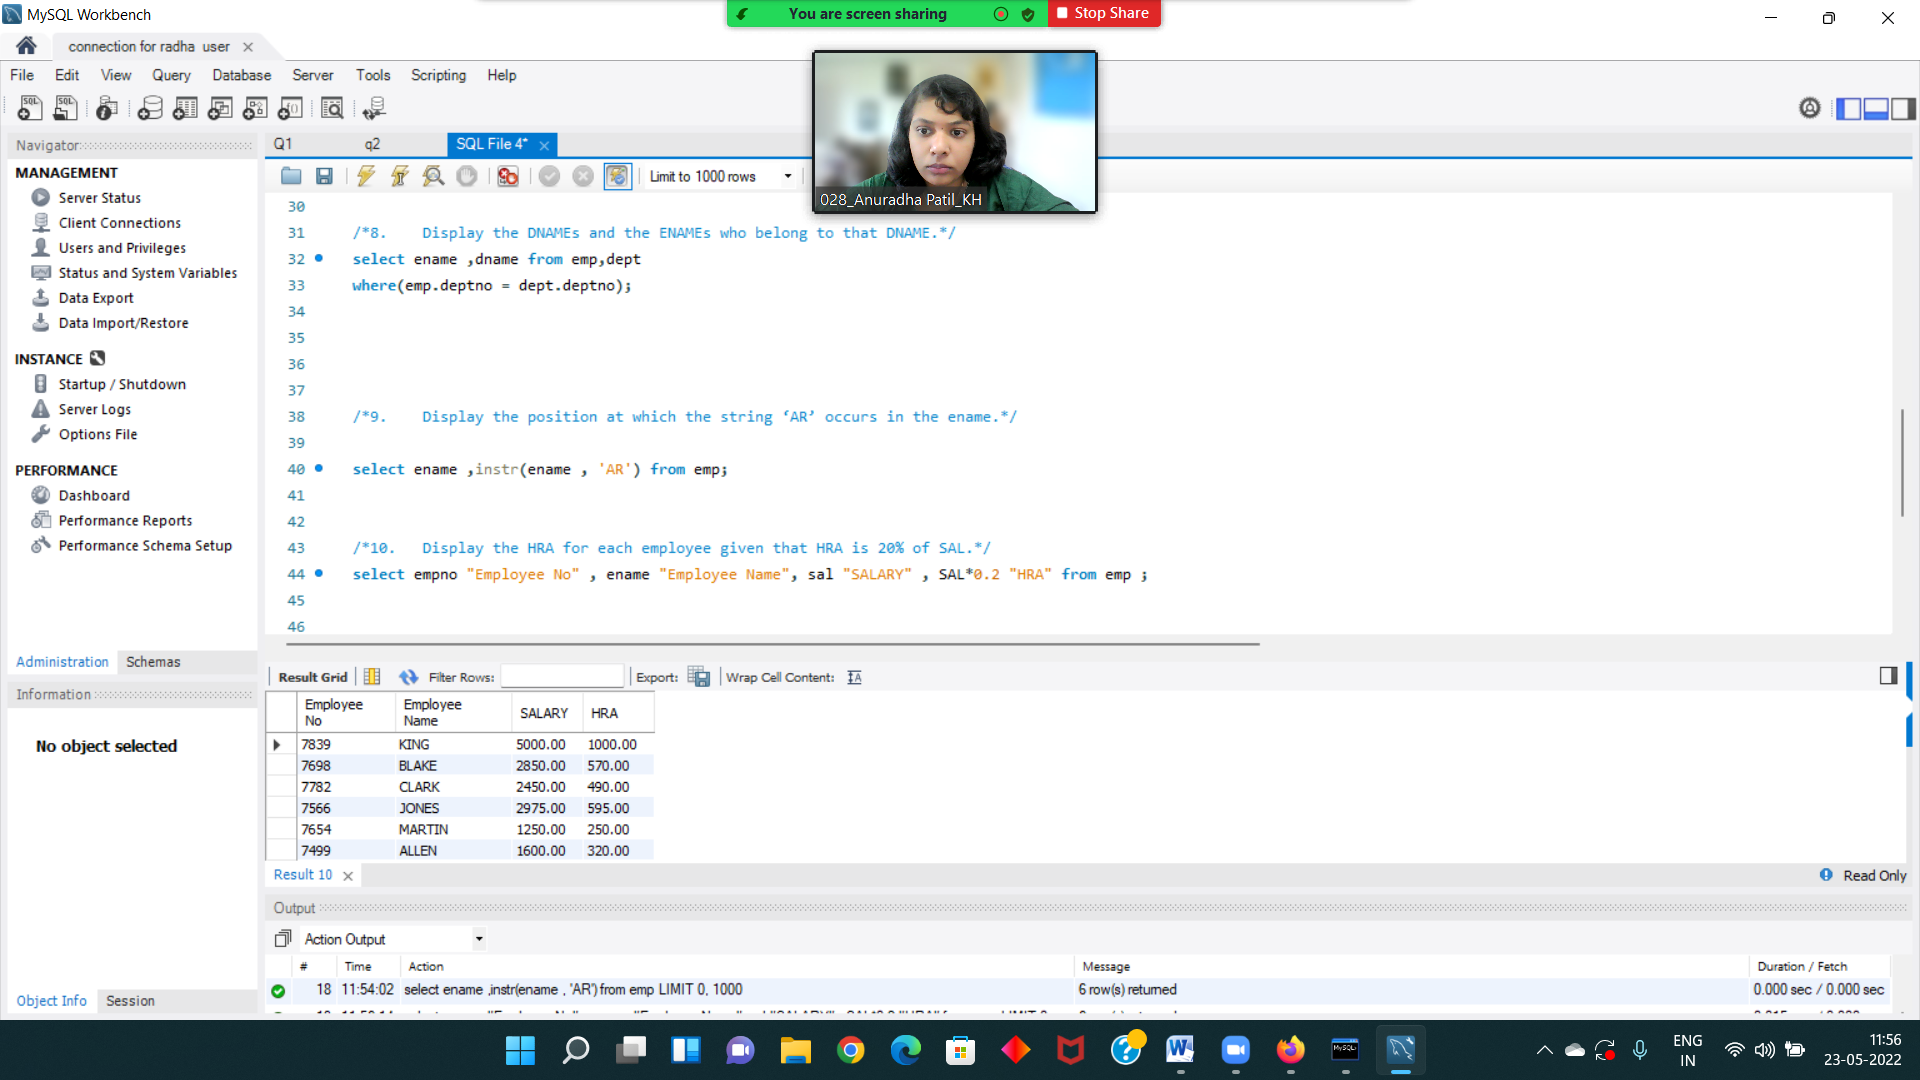 MySQL Workbench
You are screen sharing
Stop Share
connection for radha user
File Edit View Query Database Server Tools Scripting Help
Navigator
MANAGEMENT
Server Status
Client Connections
Users and Privileges
Status and System Variables
Data Export
Data Import/Restore
INSTANCE
Startup / Shutdown
Server Logs
Options File
PERFORMANCE
Dashboard
Performance Reports
Performance Schema Setup
Administration Schemas
Information
No object selected
Object Info Session
Q1 q2 SQL File 4*
Limit to 1000 rows
028_Anuradha Patil_KH
30
31 /*8. Display the DNAMEs and the ENAMEs who belong to that DNAME.*/
32 select ename ,dname from emp,dept
33 where(emp.deptno = dept.deptno);
34
35
36
37
38 /*9. Display the position at which the string ‘AR’ occurs in the ename.*/
39
40 select ename ,instr(ename , 'AR') from emp;
41
42
43 /*10. Display the HRA for each employee given that HRA is 20% of SAL.*/
44 select empno "Employee No" , ename "Employee Name", sal "SALARY" , SAL*0.2 "HRA" from emp ;
45
46
Result Grid Filter Rows: Export: Wrap Cell Content:
Employee No Employee Name SALARY HRA
7839 KING 5000.00 1000.00
7698 BLAKE 2850.00 570.00
7782 CLARK 2450.00 490.00
7566 JONES 2975.00 595.00
7654 MARTIN 1250.00 250.00
7499 ALLEN 1600.00 320.00
Result 10 Read Only
Output
Action Output
# Time Action Message Duration / Fetch
18 11:54:02 select ename ,instr(ename , 'AR') from emp LIMIT 0, 1000 6 row(s) returned 0.000 sec / 0.000 sec
ENG IN
11:56
23-05-2022